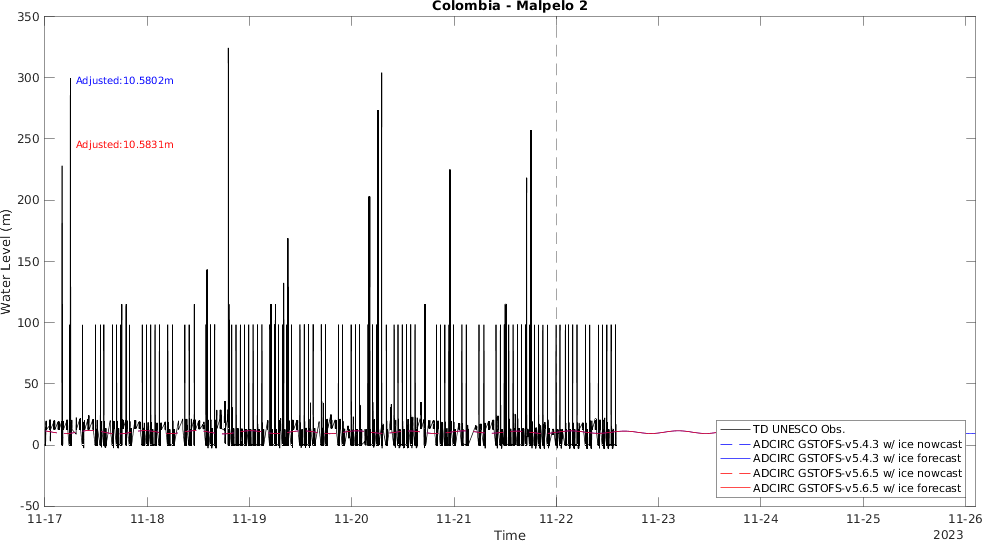 Colombia - Malpelo 2
350
300
250
200
150
100
50
0
-50
Water Level (m)
Adjusted:10.5802m
Adjusted:10.5831m
TD UNESCO Obs.
ADCIRC GSTOFS-v5.4.3 w/ ice nowcast
ADCIRC GSTOFS-v5.4.3 w/ ice forecast
ADCIRC GSTOFS-v5.6.5 w/ ice nowcast
ADCIRC GSTOFS-v5.6.5 w/ ice forecast
11-17 11-18 11-19 11-20 11-21 11-22 11-23 11-24 11-25 11-26
Time
2023